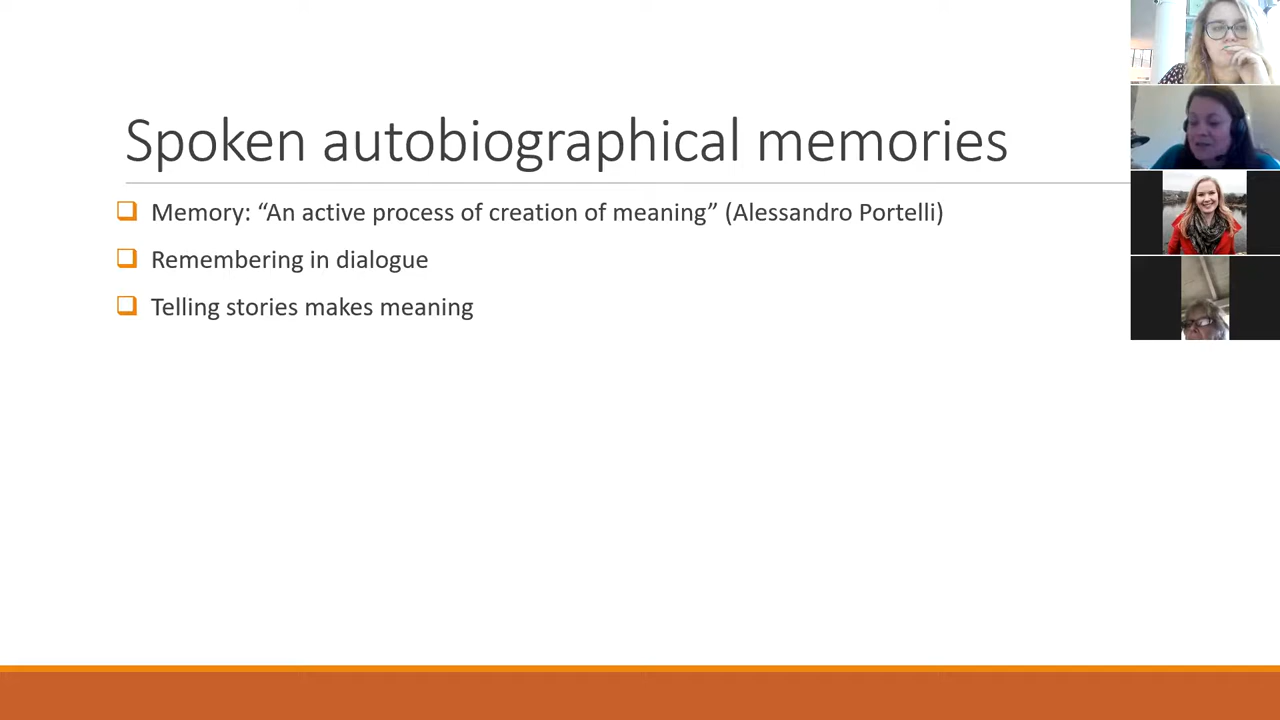 Spoken autobiographical memories
Memory: “An active process of creation of meaning” (Alessandro Portelli)
Remembering in dialogue
Telling stories makes meaning